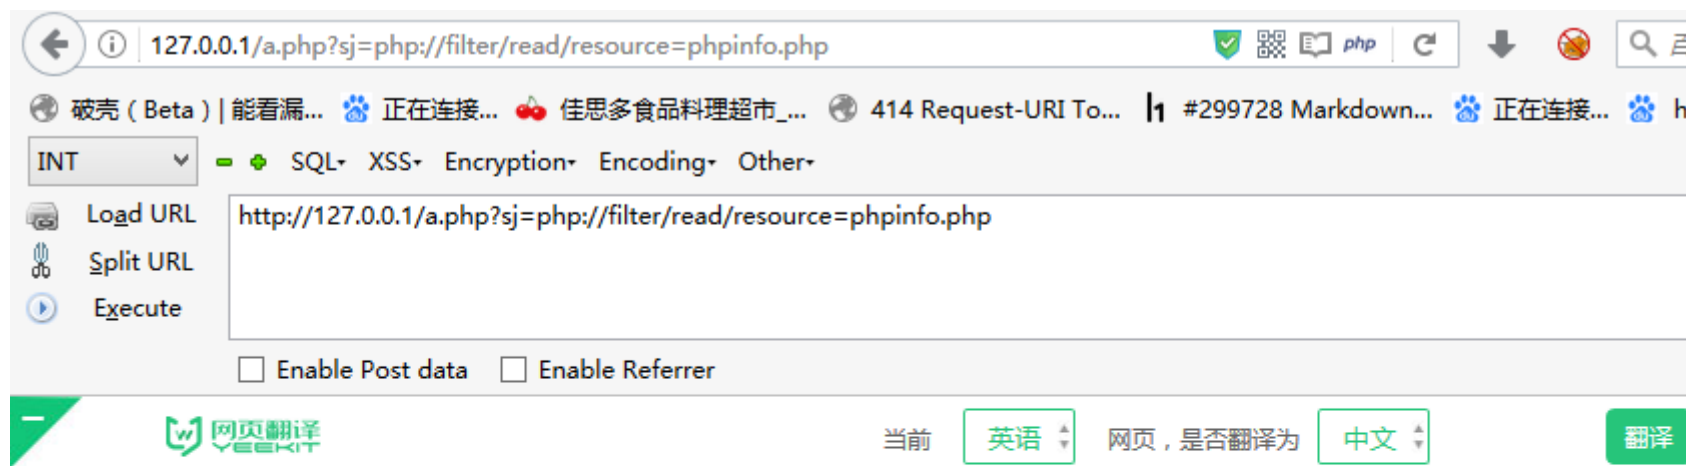 127.0.0.1/a.php?sj=php://filter/read/resource=phpinfo.php php
破壳 ( Beta ) | 能看漏... 正在连接... 佳思多食品料理超市_... 414 Request-URI To... #299728 Markdown... 正在连接... h
INT SQL XSS Encryption Encoding Other
Load URL http://127.0.0.1/a.php?sj=php://filter/read/resource=phpinfo.php
Split URL
Execute
Enable Post data Enable Referrer
网页翻译 YEEKIT 当前 英语 网页，是否翻译为 中文 翻译